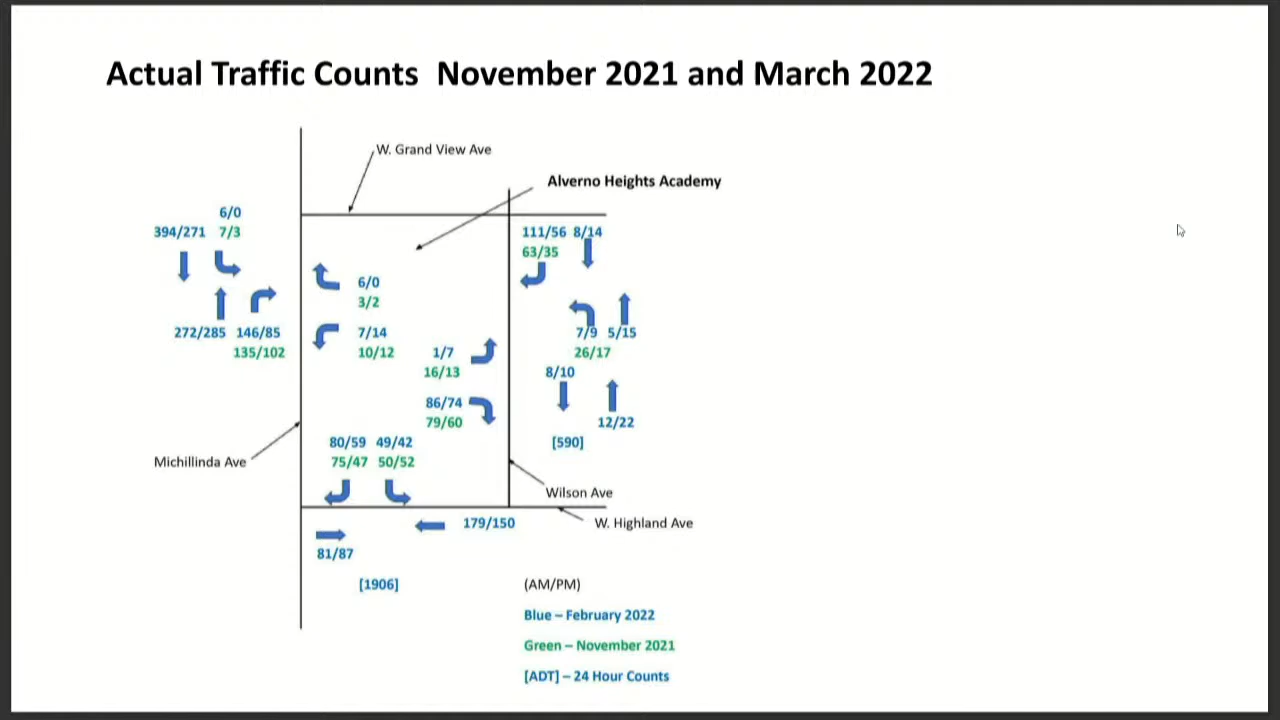 Actual Traffic Counts November 2021 and March 2022
W. Grand View Ave
Alverno Heights Academy
6/0
394/271 7/3
111/56 8/14
63/35
6/0
3/2
272/285 146/85
135/102
7/14
10/12
7/9 5/15
26/17
1/7
16/13
8/10
86/74
79/60
12/22
80/59 49/42
75/47 50/52
[590]
Michillinda Ave
Wilson Ave
179/150
W. Highland Ave
81/87
[1906]
(AM/PM)
Blue – February 2022
Green – November 2021
[ADT] – 24 Hour Counts